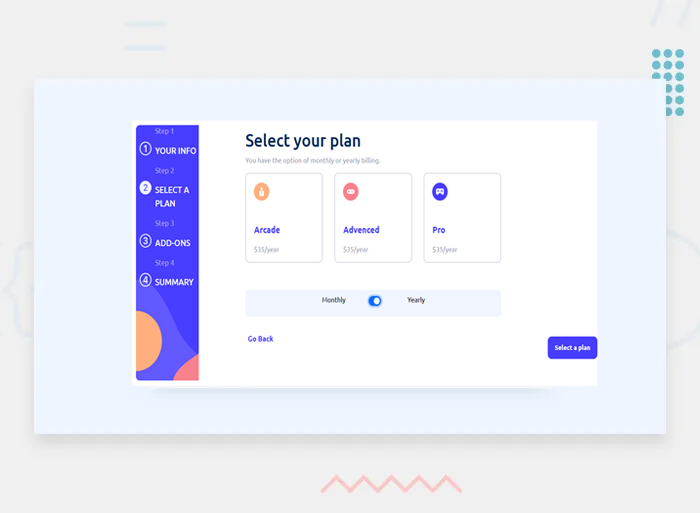 Step 1
1 YOUR INFO
Step 2
2 SELECT A
PLAN
Step 3
3 ADD-ONS
Step 4
4 SUMMARY
Select your plan
You have the option of monthly or yearly billing.
Arcade
$35/year
Advenced
$35/year
Pro
$35/year
Monthly Yearly
Go Back
Select a plan